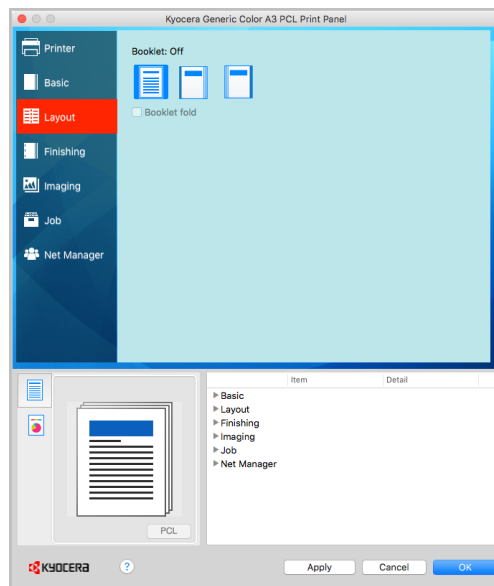 Kyocera Generic Color A3 PCL Print Panel
Printer
Basic
Layout
Finishing
Imaging
Job
Net Manager
Booklet: Off
Booklet fold
Item Detail
Basic
Layout
Finishing
Imaging
Job
Net Manager
PCL
KYOCERA
?
Apply Cancel OK